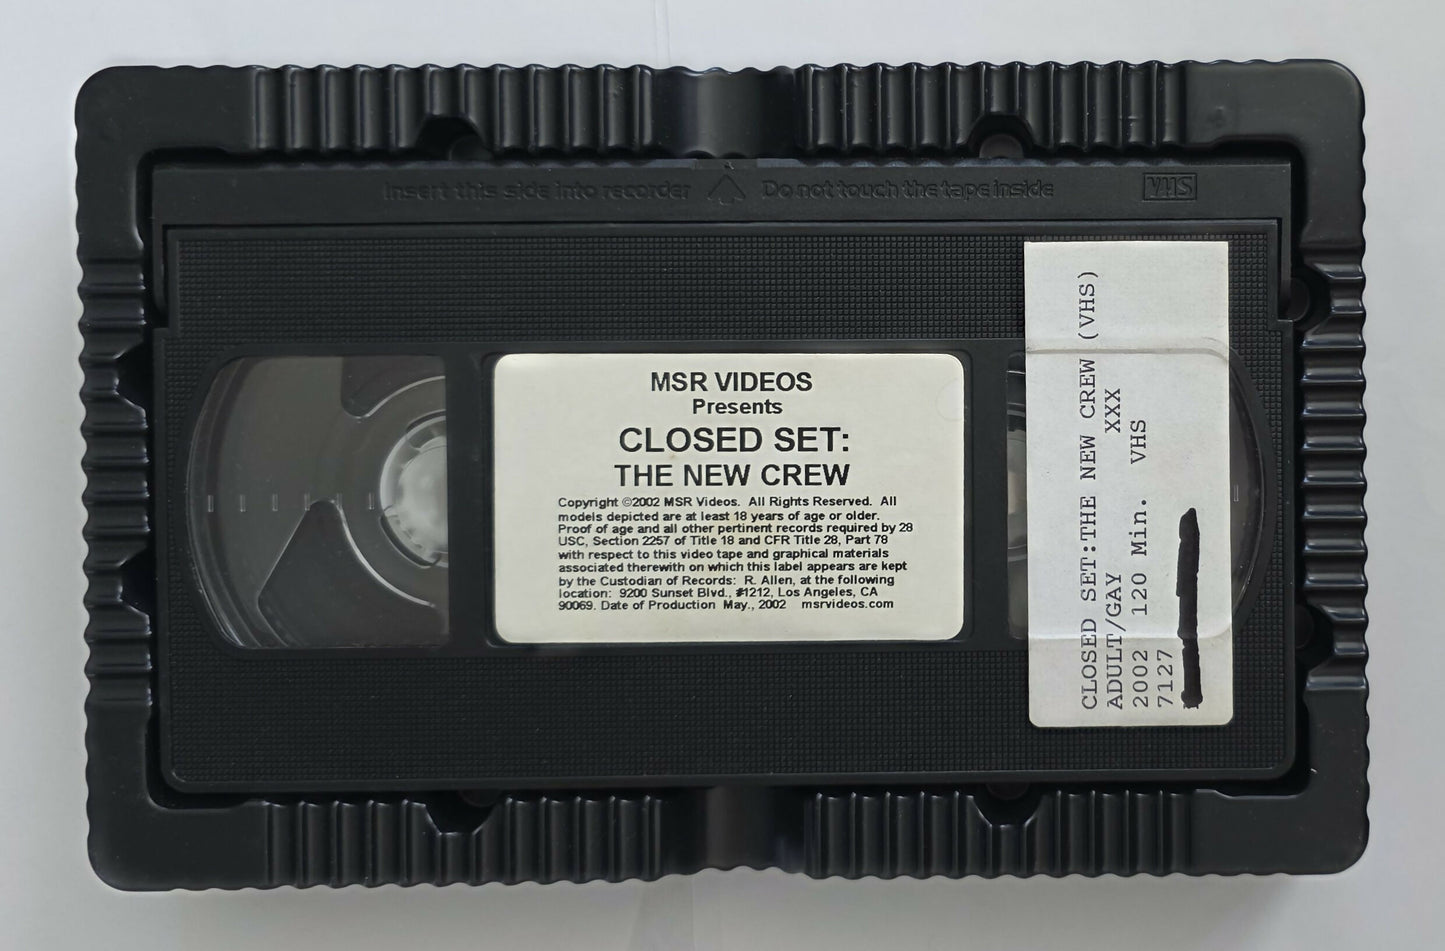 Insert this side into recorder Do not touch the tape inside VHS
MSR VIDEOS
Presents
CLOSED SET:
THE NEW CREW
Copyright ©2002 MSR Videos. All Rights Reserved. All
models depicted are at least 18 years of age or older.
Proof of age and all other pertinent records required by 28
USC, Section 2257 of Title 18 and CFR Title 28, Part 78
with respect to this video tape and graphical materials
associated therewith on which this label appears are kept
by the Custodian of Records: R. Allen, at the following
location: 9200 Sunset Blvd., #1212, Los Angeles, CA
90069. Date of Production May., 2002 msrvideos.com
CLOSED SET:THE NEW CREW (VHS)
ADULT/GAY XXX
2002 120 Min. VHS
7127